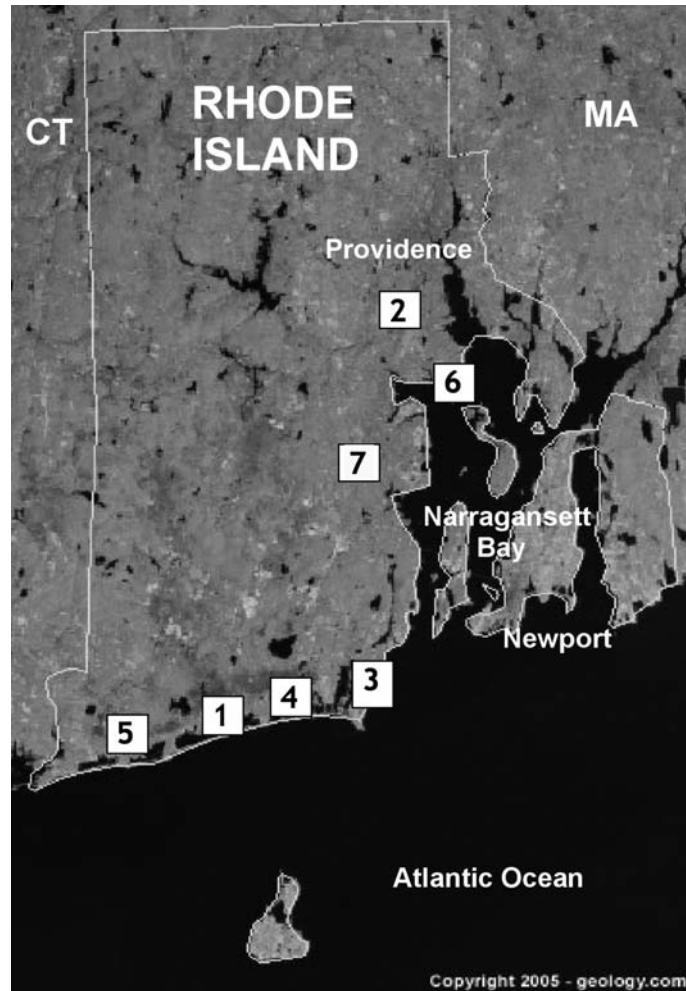 RHODE
ISLAND
CT
MA
Providence
2
6
7
Narragansett
Bay
Newport
3
4
1
5
Atlantic Ocean
Copyright 2005 - geology.com